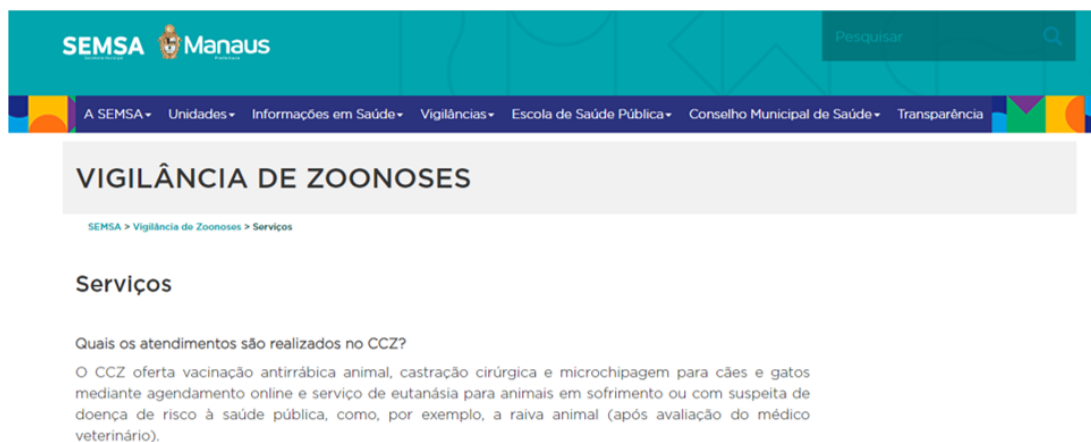 SEMSA Manaus
Prefeitura
Pesquisar
A SEMSA Unidades Informações em Saúde Vigilâncias Escola de Saúde Pública Conselho Municipal de Saúde Transparência
VIGILÂNCIA DE ZOONOSES
SEMSA > Vigilância de Zoonoses > Serviços
Serviços
Quais os atendimentos são realizados no CCZ?
O CCZ oferta vacinação antirrábica animal, castração cirúrgica e microchipagem para cães e gatos
mediante agendamento online e serviço de eutanásia para animais em sofrimento ou com suspeita de
doença de risco à saúde pública, como, por exemplo, a raiva animal (após avaliação do médico
veterinário).